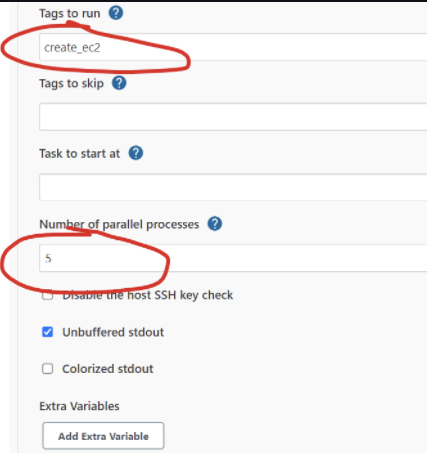 Tags to run ?
create_ec2
Tags to skip ?
Task to start at ?
Number of parallel processes ?
5
Disable the host SSH key check
Unbuffered stdout
Colorized stdout
Extra Variables
Add Extra Variable